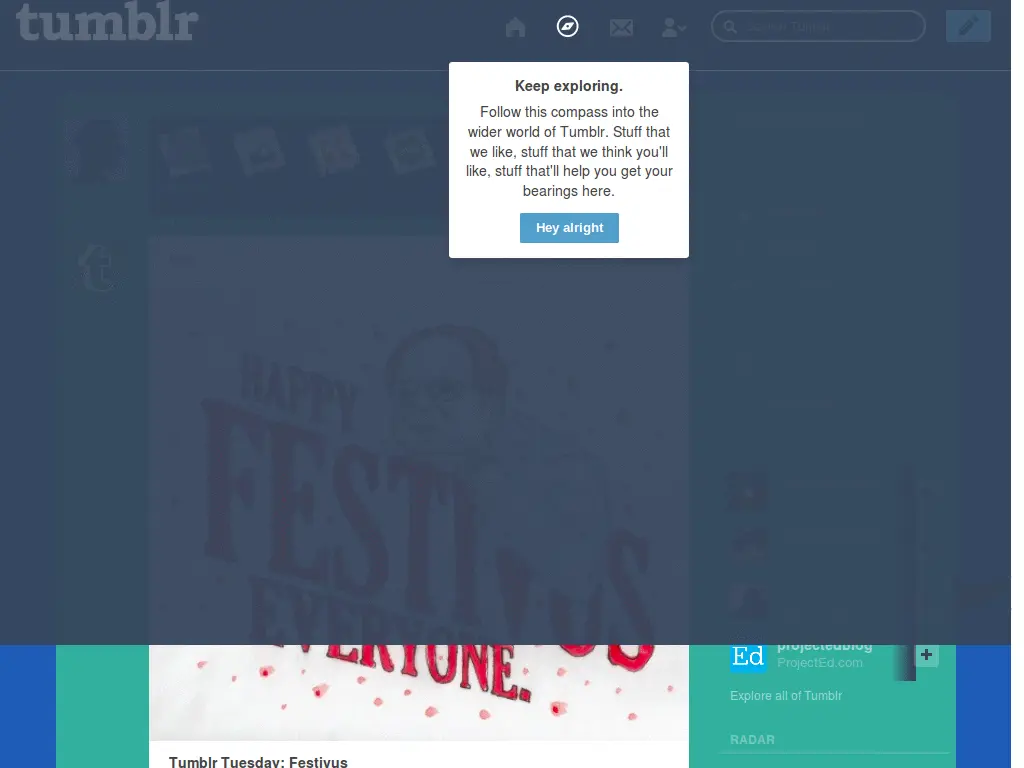 tumblr
Search Tumblr
Keep exploring.
Follow this compass into the
wider world of Tumblr. Stuff that
we like, stuff that we think you'll
like, stuff that'll help you get your
bearings here.
Hey alright
HAPPY
FESTIVUS
EVERYONE.
projectedblog
Ed
ProjectEd.com
Explore all of Tumblr
RADAR
Tumblr Tuesday: Festivus